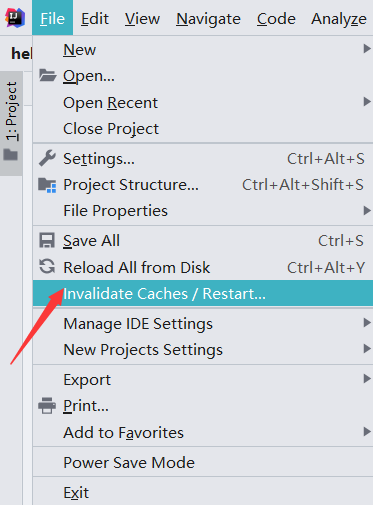 File Edit View Navigate Code Analyze
hel
1: Project
New
Open...
Open Recent
Close Project
Settings... Ctrl+Alt+S
Project Structure... Ctrl+Alt+Shift+S
File Properties
Save All Ctrl+S
Reload All from Disk Ctrl+Alt+Y
Invalidate Caches / Restart...
Manage IDE Settings
New Projects Settings
Export
Print...
Add to Favorites
Power Save Mode
Exit